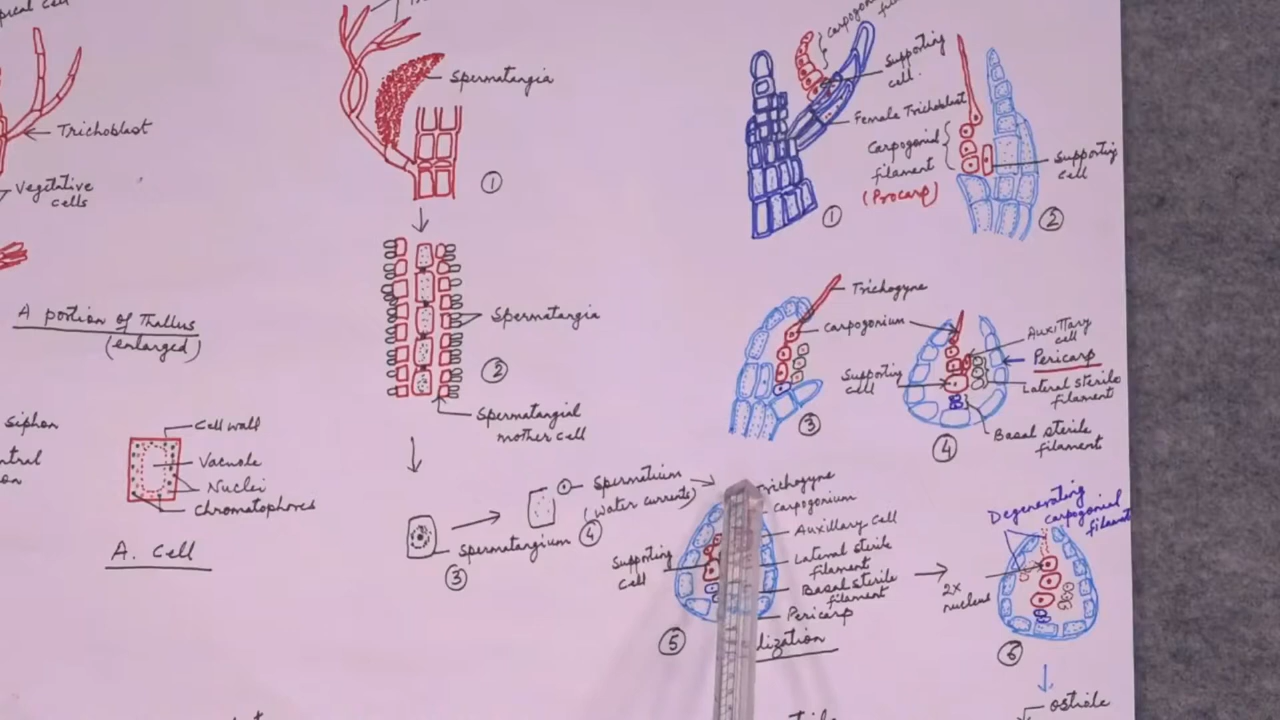 Trichoblast
Vegetative
cells
A portion of Thallus
(enlarged)
siphon
Cell wall
Vacuole
Nuclei
Chromatophores
A. Cell
Spermatangia
①
Spermatangia
②
Spermatangial
mother cell
Spermatium
(water currents)
④
Spermatangium
③
Supporting
cell.
Female Trichoblast
Carpogonial
filament
(Procarp)
Supporting
cell
①
②
Trichogyne
Carpogonium
Supporting
cell
③
Auxillary
cell
Pericarp
Lateral sterile
filament
Basal sterile
filament
④
Trichogyne
Carpogonium
Auxillary Cell
Lateral sterile
filament
Basal sterile
filament
Pericarp
Supporting
Cell
⑤
lization
Degenerating
carpogonial
2x
nucleus
⑥
ostiole